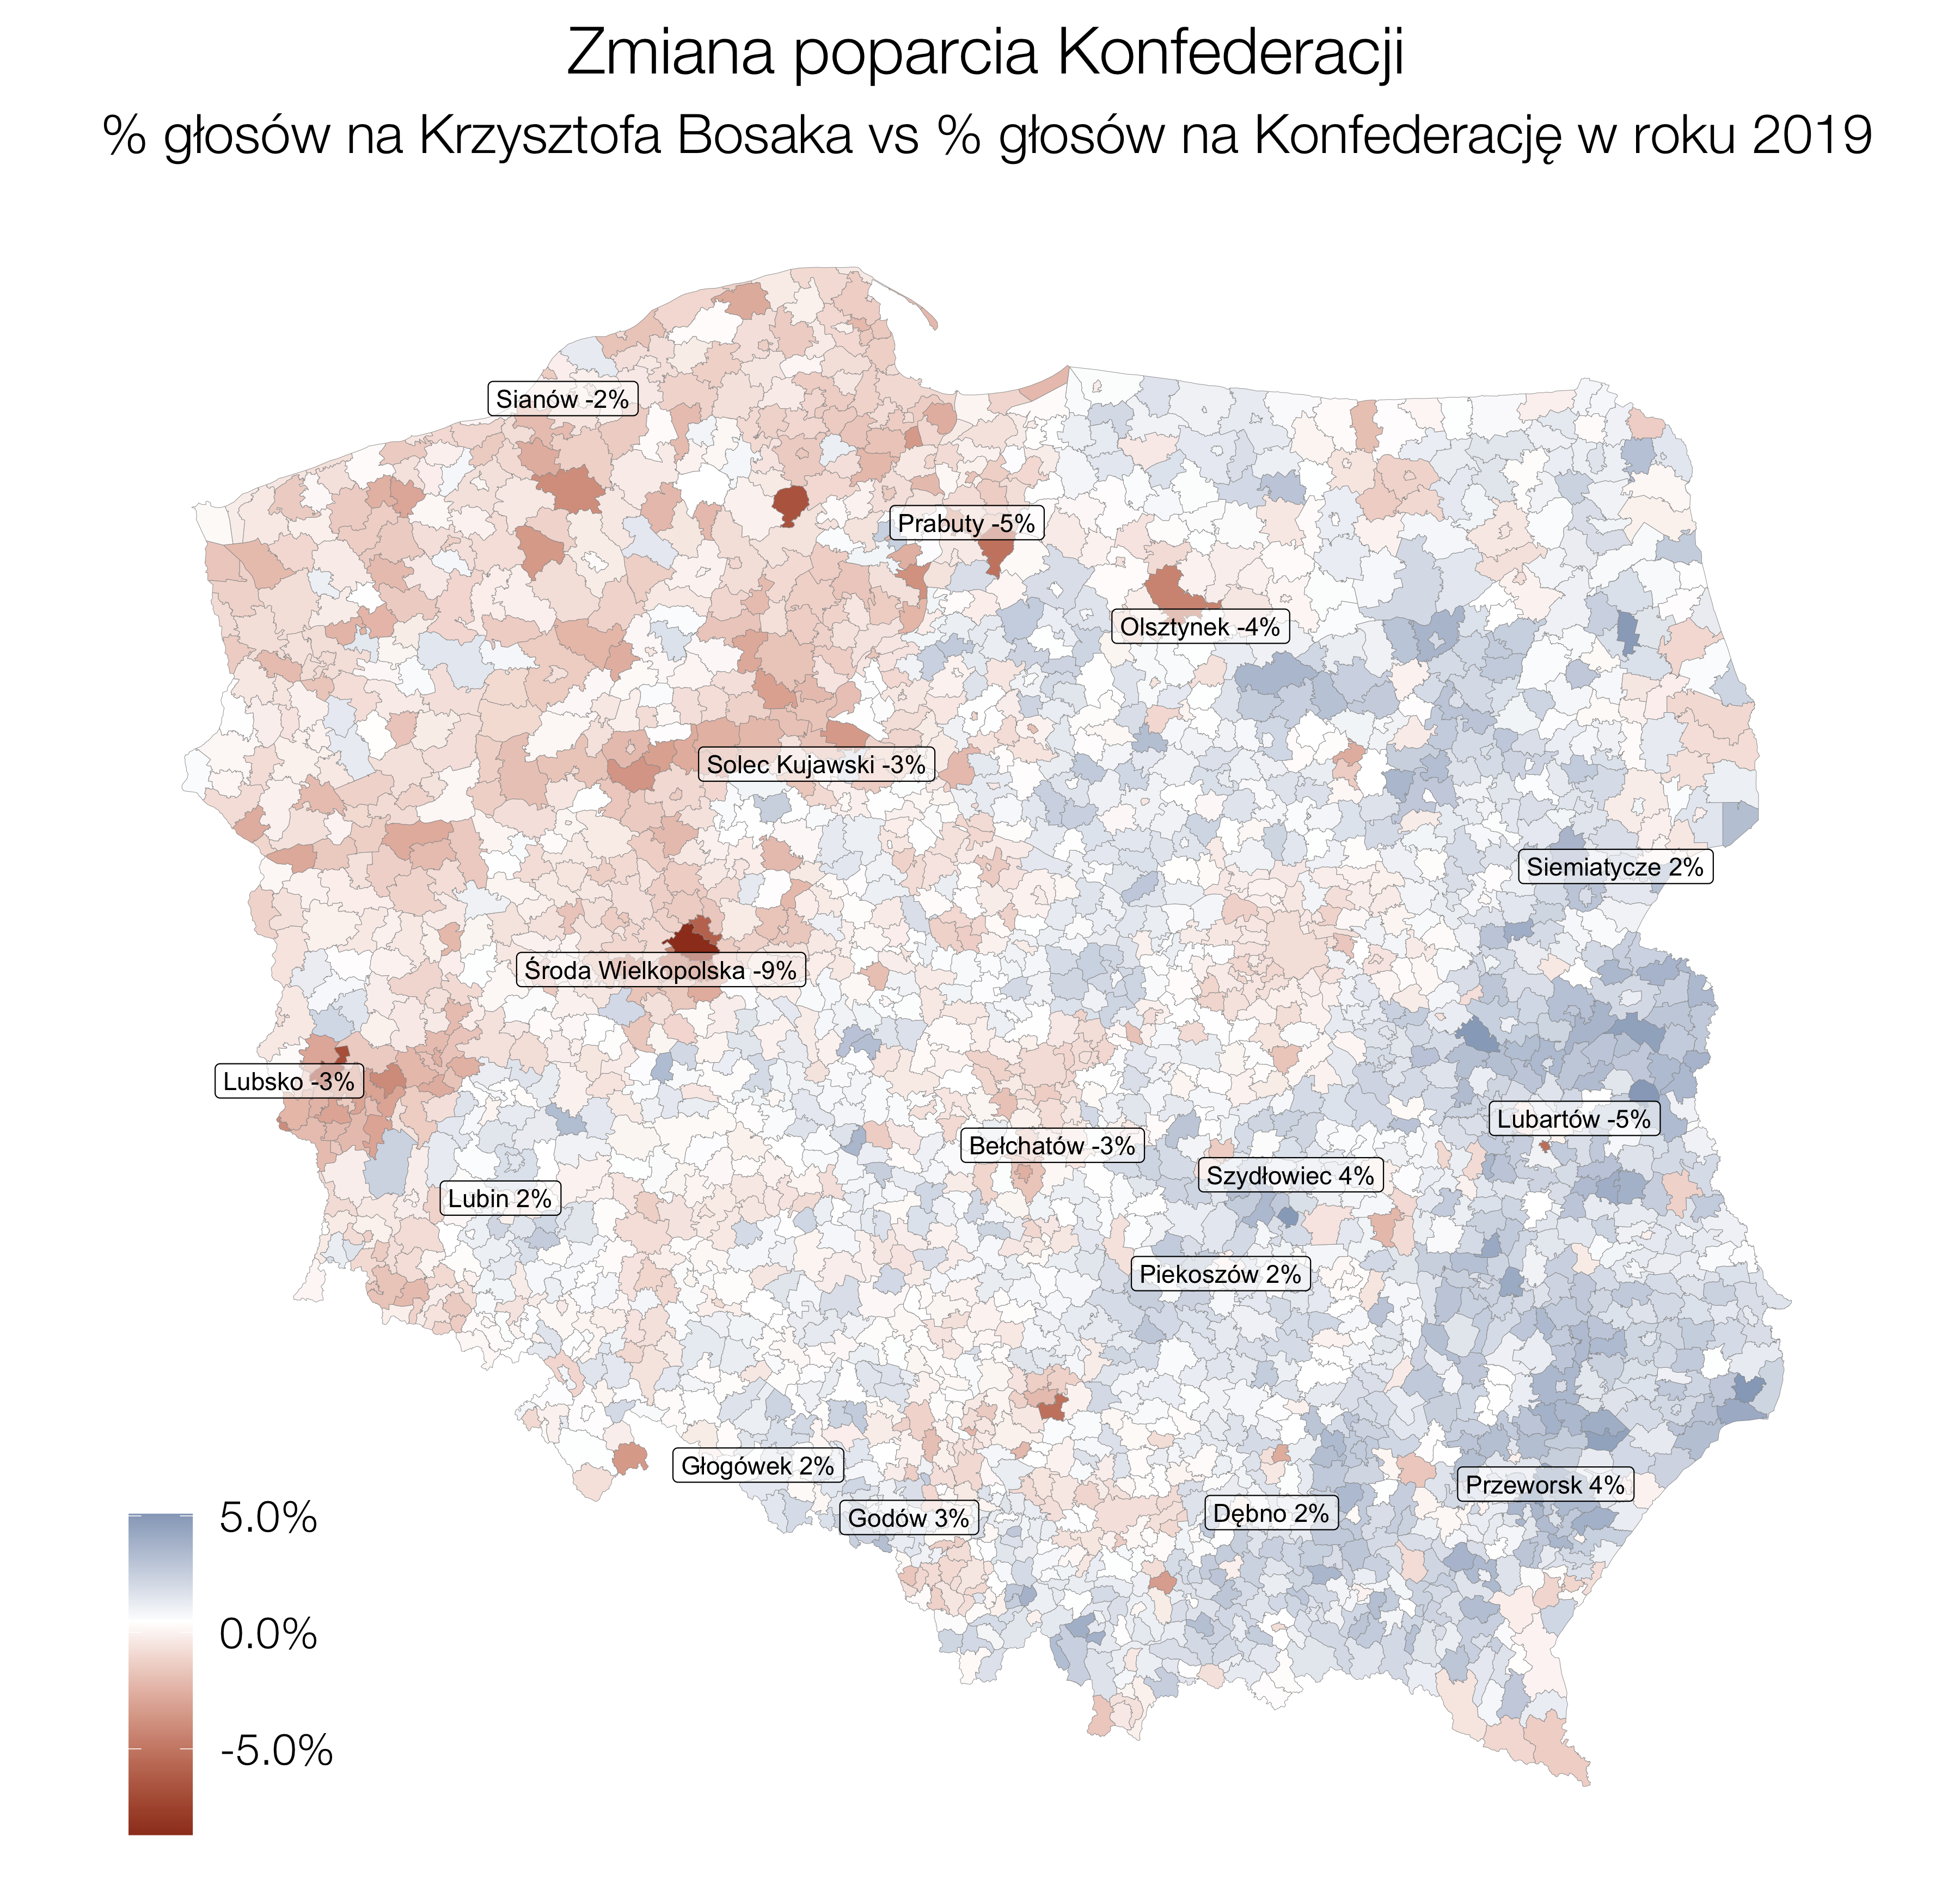 Zmiana poparcia Konfederacji
% głosów na Krzysztofa Bosaka vs % głosów na Konfederację w roku 2019
Sianów -2%
Prabuty -5%
Olsztynek -4%
Solec Kujawski -3%
Siemiatycze 2%
Środa Wielkopolska -9%
Lubsko -3%
Lubartów -5%
Bełchatów -3%
Szydłowiec 4%
Lubin 2%
Piekoszów 2%
Głogówek 2%
Przeworsk 4%
Dębno 2%
Godów 3%
5.0%
0.0%
-5.0%